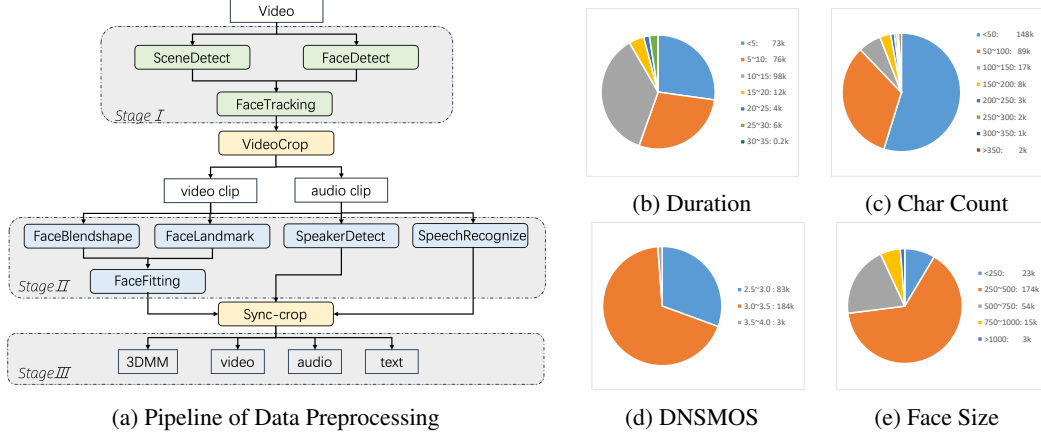 Video
SceneDetect
FaceDetect
FaceTracking
Stage I
VideoCrop
video clip
audio clip
FaceBlendshape
FaceLandmark
SpeakerDetect
SpeechRecognize
FaceFitting
Stage II
Sync-crop
3DMM
video
audio
text
Stage III
(a) Pipeline of Data Preprocessing
<5: 73k
5~10: 76k
10~15: 98k
15~20: 12k
20~25: 4k
25~30: 6k
30~35: 0.2k
(b) Duration
<50: 148k
50~100: 89k
100~150: 17k
150~200: 8k
200~250: 3k
250~300: 2k
300~350: 1k
>350: 2k
(c) Char Count
2.5~3.0 : 83k
3.0~3.5 : 184k
3.5~4.0 : 3k
(d) DNSMOS
<250: 23k
250~500: 174k
500~750: 54k
750~1000: 15k
>1000: 3k
(e) Face Size